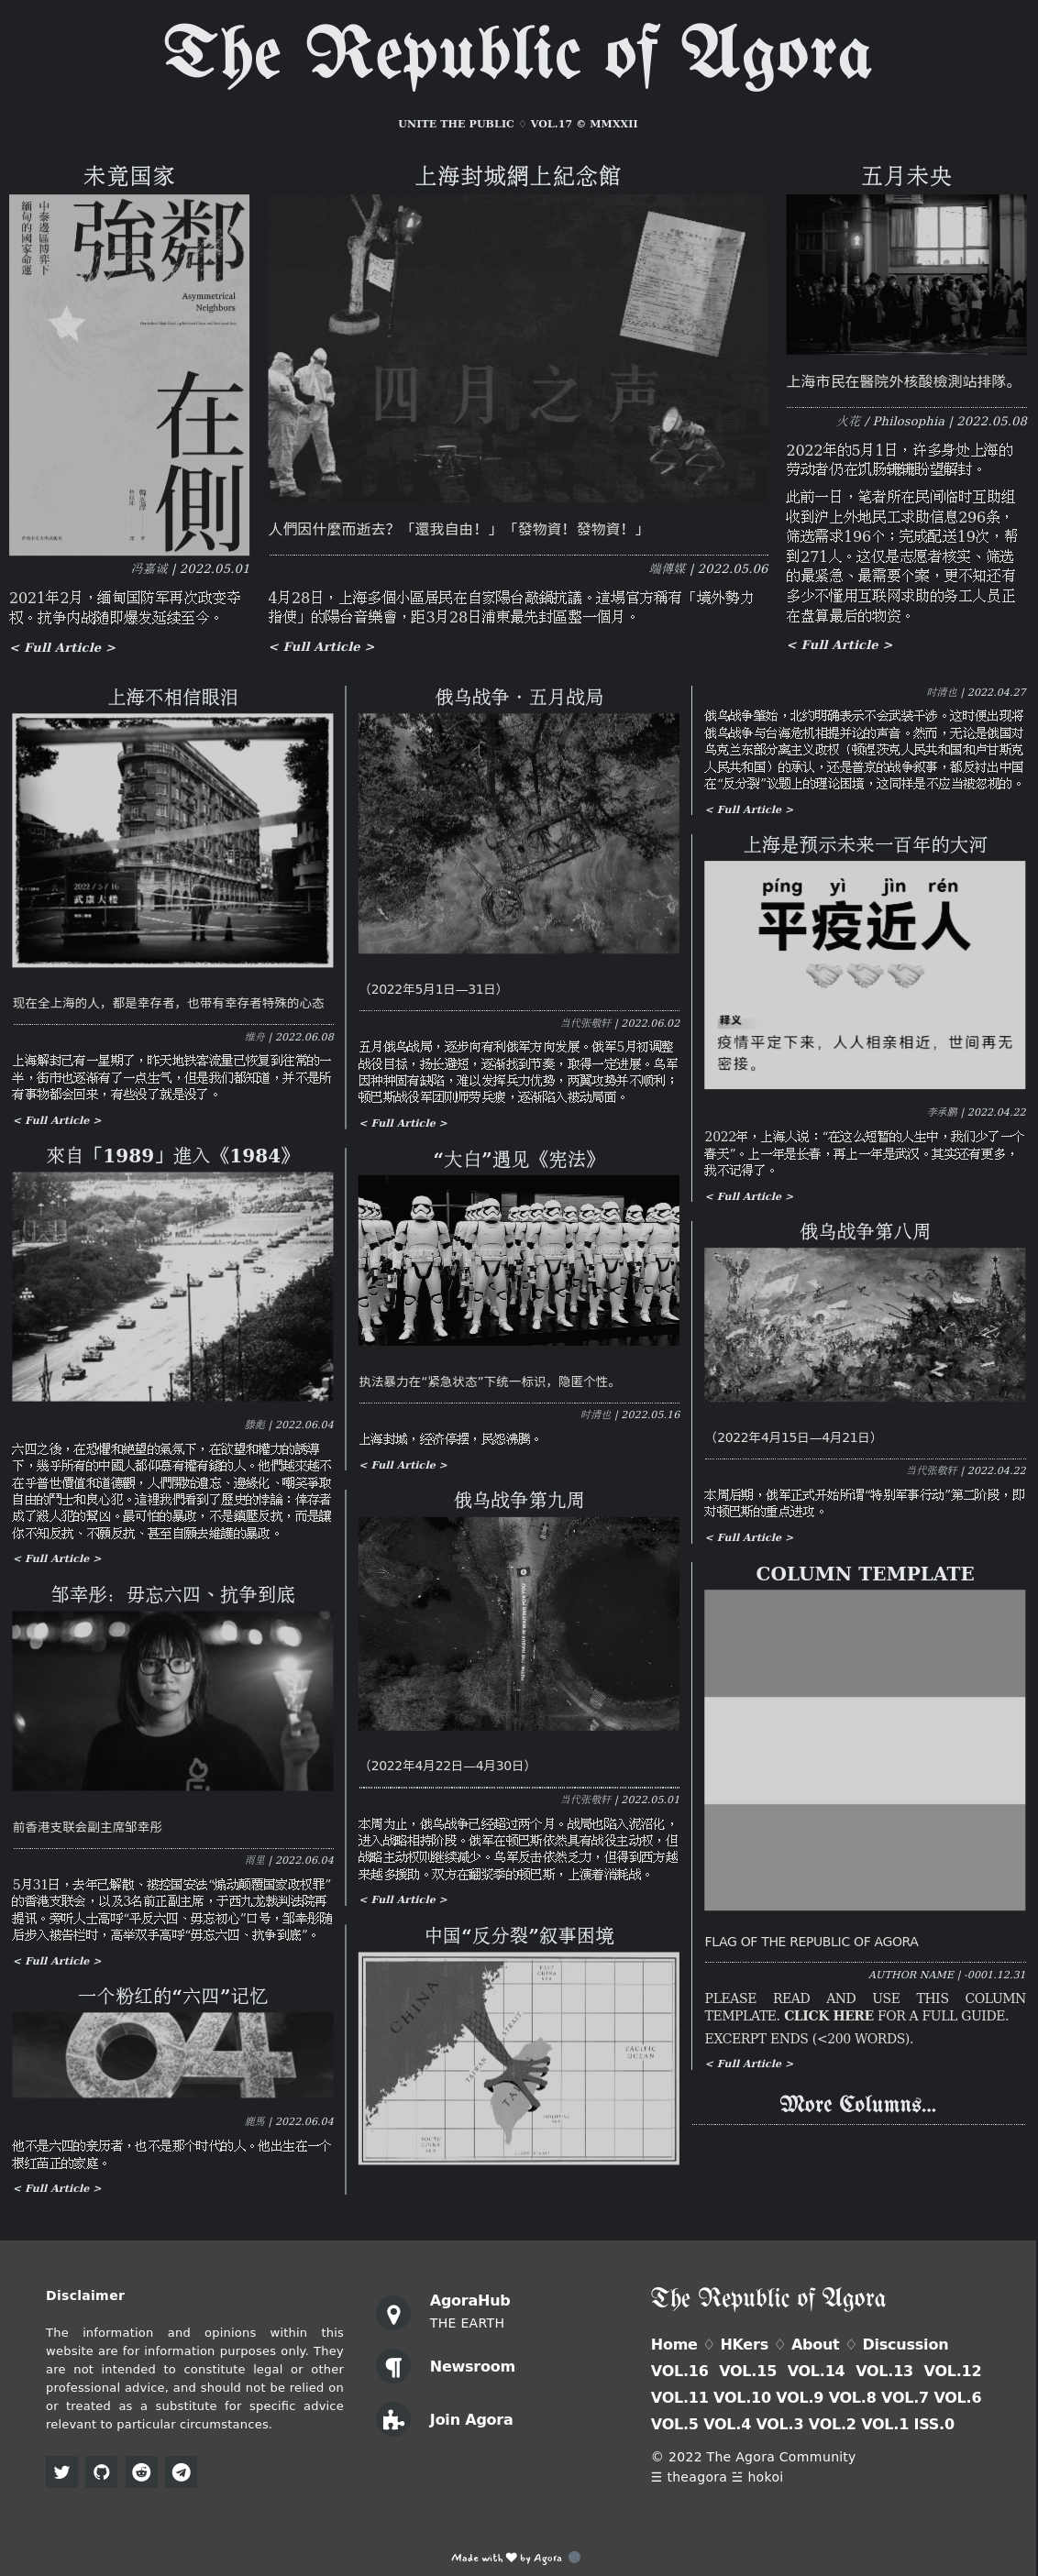 The Republic of Agora
UNITE THE PUBLIC ♢ VOL.17 © MMXXII
未竟国家
緬甸的國家命運
中泰邊區博弈下
強鄰
Asymmetrical
Neighbors
在側
冯嘉诚 | 2022.05.01
2021年2月，缅甸国防军再次政变夺
权。抗争内战随即爆发延续至今。
< Full Article >
上海封城網上紀念館
四月之声
人們因什麼而逝去？「還我自由！」「發物資！發物資！」
端傳媒 | 2022.05.06
4月28日，上海多個小區居民在自家陽台敲鍋抗議。這場官方稱有「境外勢力
指使」的陽台音樂會，距3月28日浦東最先封區整一個月。
< Full Article >
五月未央
上海市民在醫院外核酸檢測站排隊。
火花 / Philosophia | 2022.05.08
2022年的5月1日，许多身处上海的
劳动者仍在饥肠辘辘盼望解封。
此前一日，笔者所在民间临时互助组
收到沪上外地民工求助信息296条，
筛选需求196个；完成配送19次，帮
到271人。这仅是志愿者核实、筛选
的最紧急、最需要个案，更不知还有
多少不懂用互联网求助的务工人员正
在盘算最后的物资。
< Full Article >
上海不相信眼泪
2022 / 5 / 16
武康大楼
现在全上海的人，都是幸存者，也带有幸存者特殊的心态
维舟 | 2022.06.08
上海解封已有一星期了，昨天地铁客流量已恢复到往常的一
半，街市也逐渐有了一点生气，但是我们都知道，并不是所
有事物都会回来，有些没了就是没了。
< Full Article >
來自「1989」進入《1984》
滕彪 | 2022.06.04
六四之後，在恐懼和絕望的氣氛下，在欲望和權力的誘導
下，幾乎所有的中國人都仰慕有權有錢的人。他們越來越不
在乎普世價值和道德觀，人們開始遺忘、邊緣化、嘲笑爭取
自由的鬥士和良心犯。這裡我們看到了歷史的悖論：倖存者
成了殺人犯的幫凶。最可怕的暴政，不是鎮壓反抗，而是讓
你不知反抗、不願反抗、甚至自願去維護的暴政。
< Full Article >
邹幸彤：毋忘六四、抗争到底
前香港支联会副主席邹幸彤
雨里 | 2022.06.04
5月31日，去年已解散、被控国安法“煽动颠覆国家政权罪”
的香港支联会，以及3名前正副主席，于西九龙裁判法院再
提讯。旁听人士高呼“平反六四、毋忘初心”口号，邹幸彤随
后步入被告栏时，高举双手高呼“毋忘六四、抗争到底”。
< Full Article >
一个粉红的“六四”记忆
64
鹿馬 | 2022.06.04
他不是六四的亲历者，也不是那个时代的人。他出生在一个
根红苗正的家庭。
< Full Article >
俄乌战争 · 五月战局
（2022年5月1日—31日）
当代张敬轩 | 2022.06.02
五月俄乌战局，逐步向有利俄军方向发展。俄军5月初调整
战役目标，扬长避短，逐渐找到节奏，取得一定进展。乌军
因种种固有缺陷，难以发挥兵力优势，两翼攻势并不顺利；
顿巴斯战役军团则师劳兵疲，逐渐陷入被动局面。
< Full Article >
“大白”遇见《宪法》
执法暴力在“紧急状态”下统一标识，隐匿个性。
时清也 | 2022.05.16
上海封城，经济停摆，民怨沸腾。
< Full Article >
俄乌战争第九周
（2022年4月22日—4月30日）
当代张敬轩 | 2022.05.01
本周为止，俄乌战争已经超过两个月。战局也陷入泥沼化，
进入战略相持阶段。俄军在顿巴斯依然具有战役主动权，但
战略主动权则继续减少。乌军反击依然乏力，但得到西方越
来越多援助。双方在翻浆季的顿巴斯，上演着消耗战。
< Full Article >
中国“反分裂”叙事困境
CHINA
EAST CHINA SEA
TAIWAN STRAIT
PACIFIC OCEAN
SOUTH CHINA SEA
时清也 | 2022.04.27
俄乌战争肇始，北约明确表示不会武装干涉。这时便出现将
俄乌战争与台海危机相提并论的声音。然而，无论是俄国对
乌克兰东部分离主义政权（顿涅茨克人民共和国和卢甘斯克
人民共和国）的承认，还是普京的战争叙事，都反衬出中国
在“反分裂”议题上的理论困境，这同样是不应当被忽视的。
< Full Article >
上海是预示未来一百年的大河
píng yì jìn rén
平疫近人
释义
疫情平定下来，人人相亲相近，世间再无
密接。
李承鹏 | 2022.04.22
2022年，上海人说：“在这么短暂的人生中，我们少了一个
春天”。上一年是长春，再上一年是武汉。其实还有更多，
我不记得了。
< Full Article >
俄乌战争第八周
（2022年4月15日—4月21日）
当代张敬轩 | 2022.04.22
本周后期，俄军正式开始所谓“特别军事行动”第二阶段，即
对顿巴斯的重点进攻。
< Full Article >
COLUMN TEMPLATE
FLAG OF THE REPUBLIC OF AGORA
AUTHOR NAME | -0001.12.31
PLEASE READ AND USE THIS COLUMN
TEMPLATE. CLICK HERE FOR A FULL GUIDE.
EXCERPT ENDS (<200 WORDS).
< Full Article >
More Columns...
Disclaimer
The information and opinions within this
website are for information purposes only. They
are not intended to constitute legal or other
professional advice, and should not be relied on
or treated as a substitute for specific advice
relevant to particular circumstances.
AgoraHub
THE EARTH
Newsroom
Join Agora
The Republic of Agora
Home ♢ HKers ♢ About ♢ Discussion
VOL.16 VOL.15 VOL.14 VOL.13 VOL.12
VOL.11 VOL.10 VOL.9 VOL.8 VOL.7 VOL.6
VOL.5 VOL.4 VOL.3 VOL.2 VOL.1 ISS.0
© 2022 The Agora Community
☰ theagora ☱ hokoi
Made with ♥ by Agora